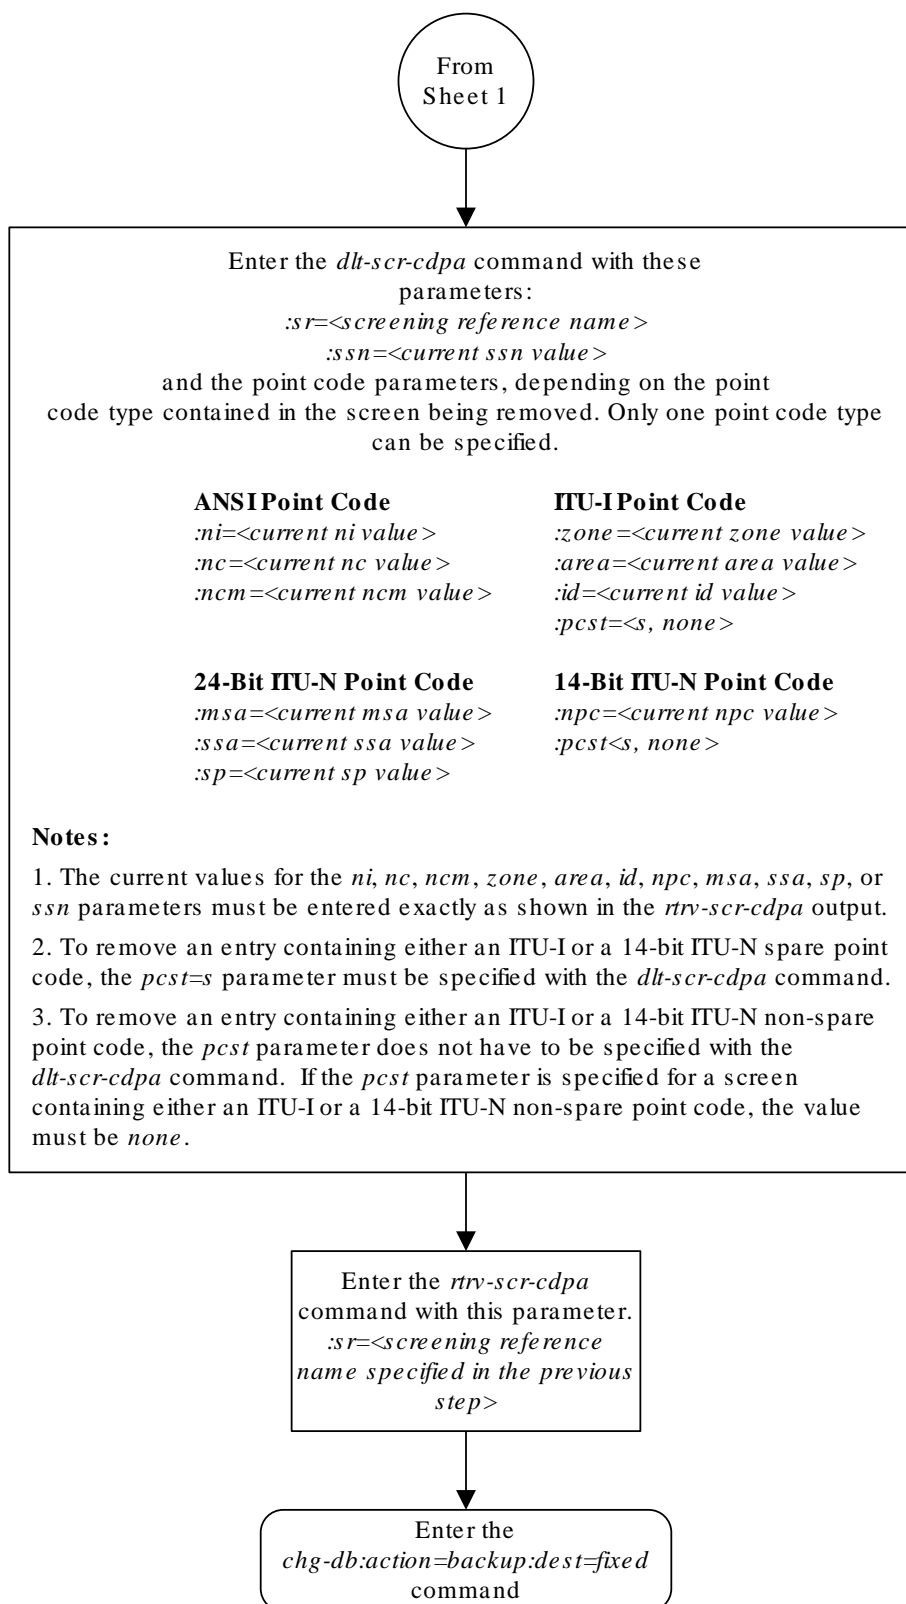 From
Sheet 1
Enter the dlt-scr-cdpa command with these
parameters:
:sr=<screening reference name>
:ssn=<current ssn value>
and the point code parameters, depending on the point
code type contained in the screen being removed. Only one point code type
can be specified.
ANSI Point Code
:ni=<current ni value>
:nc=<current nc value>
:ncm=<current ncm value>
ITU-I Point Code
:zone=<current zone value>
:area=<current area value>
:id=<current id value>
:pcst=<s, none>
24-Bit ITU-N Point Code
:msa=<current msa value>
:ssa=<current ssa value>
:sp=<current sp value>
14-Bit ITU-N Point Code
:npc=<current npc value>
:pcst<s, none>
Notes:
1. The current values for the ni, nc, ncm, zone, area, id, npc, msa, ssa, sp, or
ssn parameters must be entered exactly as shown in the rtrv-scr-cdpa output.
2. To remove an entry containing either an ITU-I or a 14-bit ITU-N spare point
code, the pcst=s parameter must be specified with the dlt-scr-cdpa command.
3. To remove an entry containing either an ITU-I or a 14-bit ITU-N non-spare
point code, the pcst parameter does not have to be specified with the
dlt-scr-cdpa command. If the pcst parameter is specified for a screen
containing either an ITU-I or a 14-bit ITU-N non-spare point code, the value
must be none.
Enter the rtrv-scr-cdpa
command with this parameter.
:sr=<screening reference
name specified in the previous
step>
Enter the
chg-db:action=backup:dest=fixed
command